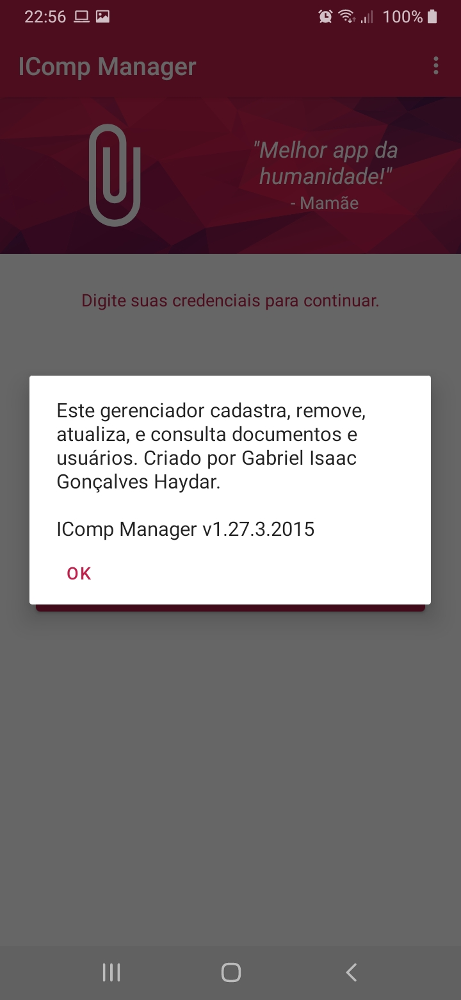 22:56
100%
IComp Manager
"Melhor app da
humanidade!"
- Mamãe
Digite suas credenciais para continuar.
Este gerenciador cadastra, remove,
atualiza, e consulta documentos e
usuários. Criado por Gabriel Isaac
Gonçalves Haydar.
IComp Manager v1.27.3.2015
OK